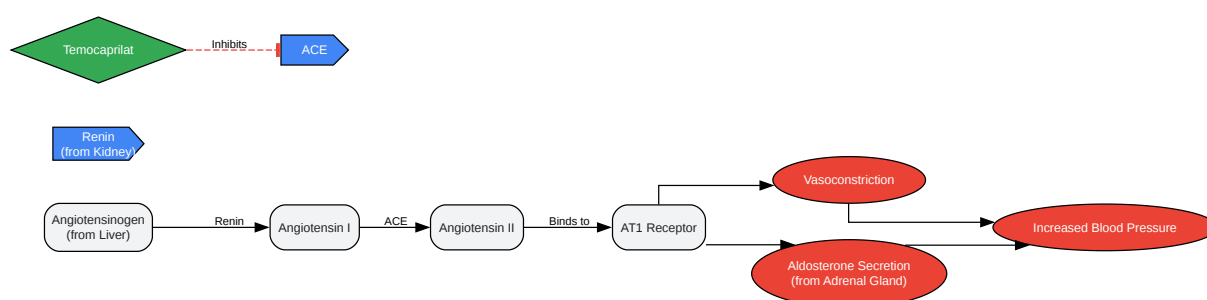 Temocaprilat
Inhibits
ACE
Renin
(from Kidney)
Angiotensinogen
(from Liver)
Renin
Angiotensin I
ACE
Angiotensin II
Binds to
AT1 Receptor
Vasoconstriction
Aldosterone Secretion
(from Adrenal Gland)
Increased Blood Pressure